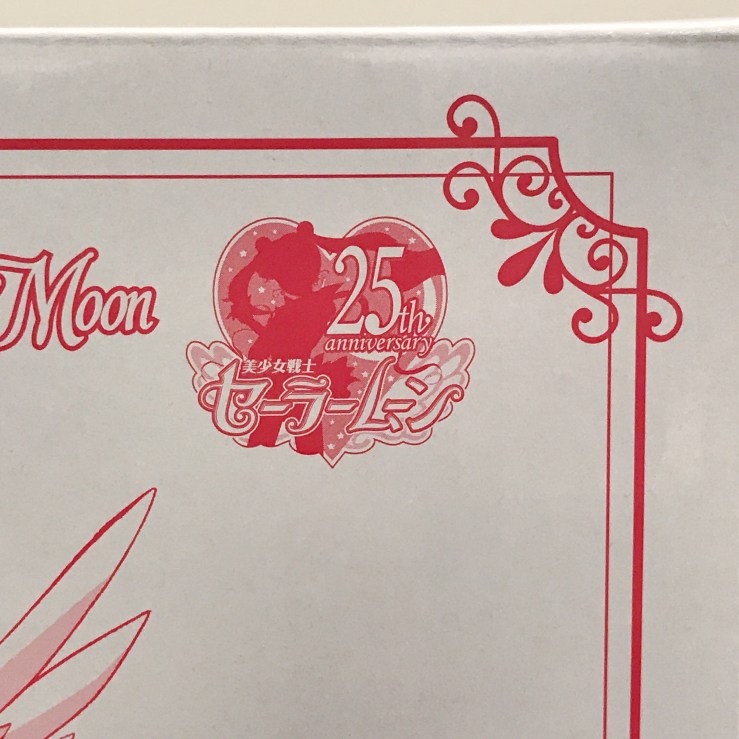 Moon
25th
anniversary
美少女戦士
セーラームーン